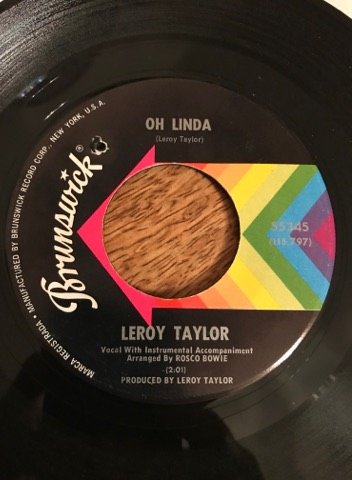 OH LINDA
(Leroy Taylor)
Brunswick®
MARCA REGISTRADA • MANUFACTURED BY BRUNSWICK RECORD CORP., NEW YORK, U.S.A.
55345
(115,797)
LEROY TAYLOR
Vocal With Instrumental Accompaniment
Arranged By ROSCO BOWIE
-(2:01)
PRODUCED BY LEROY TAYLOR